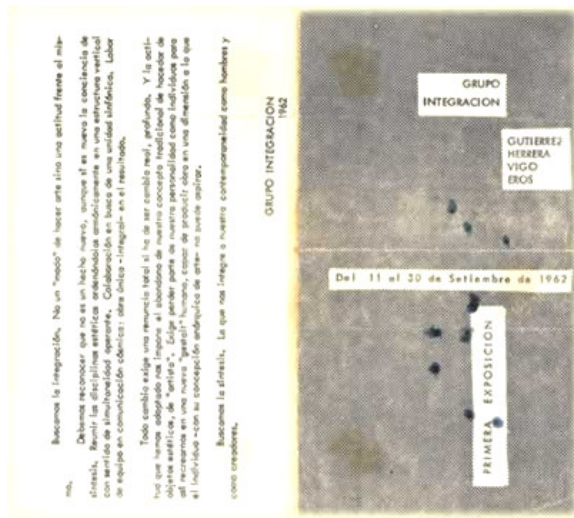 Buscamos la integración. No un "modo" de hacer arte sino una actitud frente al mis-
mo.
Debemos reconocer que no es un hecho nuevo, aunque sí es nueva la conciencia de
síntesis. Reunir las disciplinas estéticas ordenándolas armónicamente en una estructura vertical
con sentido de simultaneidad operante. Colaboración en busca de una unidad sinfónica. Labor
de equipo en comunicación cósmica: obra única -integral- en el resultado.
Todo cambio exige una renuncia total si ha de ser cambio real, profundo. Y la acti-
tud que hemos adoptado nos impone el abandono de nuestro concepto tradicional de hacedor de
objetos estéticos, de "artista". Exige perder parte de nuestra personalidad como individuos para
así recrearnos en una nueva "gestalt" humana, capaz de producir obra en una dimensión a la que
el individuo con su concepción anárquica de arte- no puede aspirar.
Buscamos la síntesis. Lo que nos integre a nuestra contemporaneidad como hombres y
como creadores.
GRUPO INTEGRACION
1962
GRUPO
INTEGRACION
GUTIERREZ
HERRERA
VIGO
EROS
Del 11 al 30 de Setiembre de 1962
PRIMERA EXPOSICION